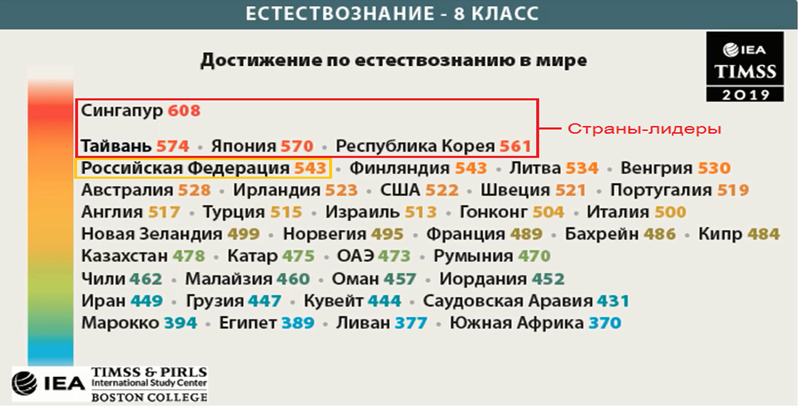 ЕСТЕСТВОЗНАНИЕ - 8 КЛАСС
Достижение по естествознанию в мире
IEA
TIMSS
2019
Сингапур 608
Страны-лидеры
Тайвань 574 • Япония 570 • Республика Корея 561
Российская Федерация 543 • Финляндия 543 • Литва 534 • Венгрия 530
Австралия 528 • Ирландия 523 • США 522 • Швеция 521 • Португалия 519
Англия 517 • Турция 515 • Израиль 513 • Гонконг 504 • Италия 500
Новая Зеландия 499 • Норвегия 495 • Франция 489 • Бахрейн 486 • Кипр 484
Казахстан 478 • Катар 475 • ОАЭ 473 • Румыния 470
Чили 462 • Малайзия 460 • Оман 457 • Иордания 452
Иран 449 • Грузия 447 • Кувейт 444 • Саудовская Аравия 431
Марокко 394 • Египет 389 • Ливан 377 • Южная Африка 370
IEA
TIMSS & PIRLS
International Study Center
BOSTON COLLEGE